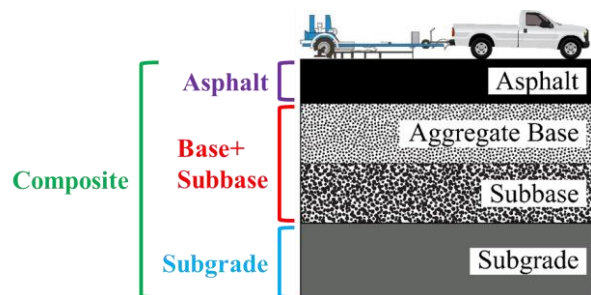 Asphalt
Asphalt
Aggregate Base
Base+
Subbase
Composite
Subbase
Subgrade
Subgrade